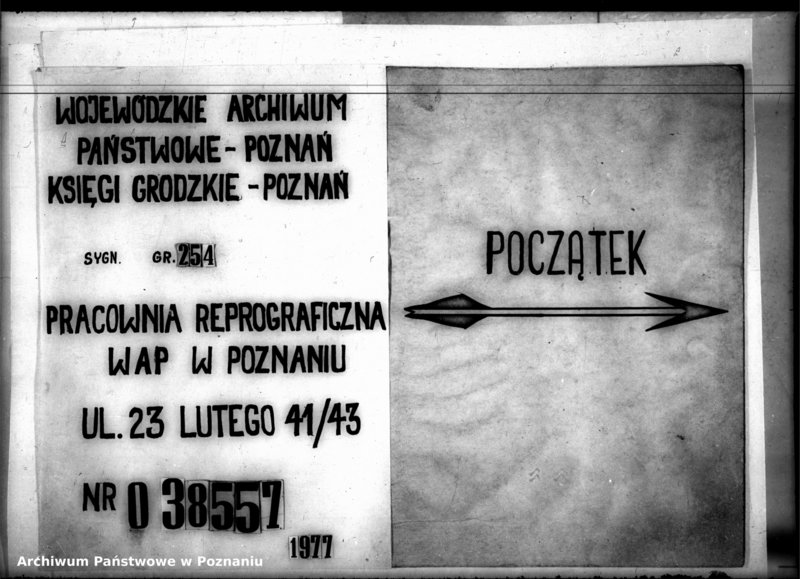 WOJEWÓDZKIE ARCHIWUM
PAŃSTWOWE - POZNAŃ
KSIĘGI GRODZKIE - POZNAŃ
SYGN. GR. 254
PRACOWNIA REPROGRAFICZNA
WAP W POZNANIU
UL. 23 LUTEGO 41/43
NR 0 38557
1977
POCZĄTEK
Archiwum Państwowe w Poznaniu